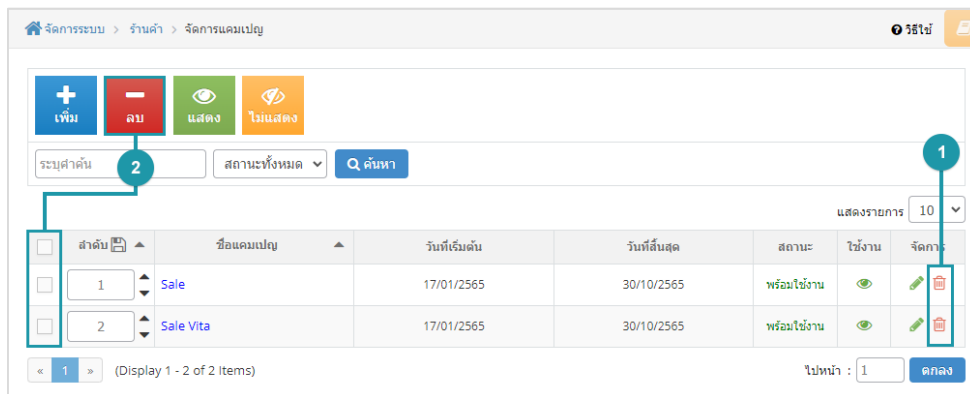 จัดการระบบ > ร้านค้า > จัดการแคมเปญ
วิธีใช้
เพิ่ม ลบ แสดง ไม่แสดง
ระบุคำค้น สถานะทั้งหมด ค้นหา
2
1
แสดงรายการ 10
ลำดับ ชื่อแคมเปญ วันที่เริ่มต้น วันที่สิ้นสุด สถานะ ใช้งาน จัดการ
1 Sale 17/01/2565 30/10/2565 พร้อมใช้งาน
2 Sale Vita 17/01/2565 30/10/2565 พร้อมใช้งาน
« 1 » (Display 1 - 2 of 2 Items) ไปหน้า : 1 ตกลง